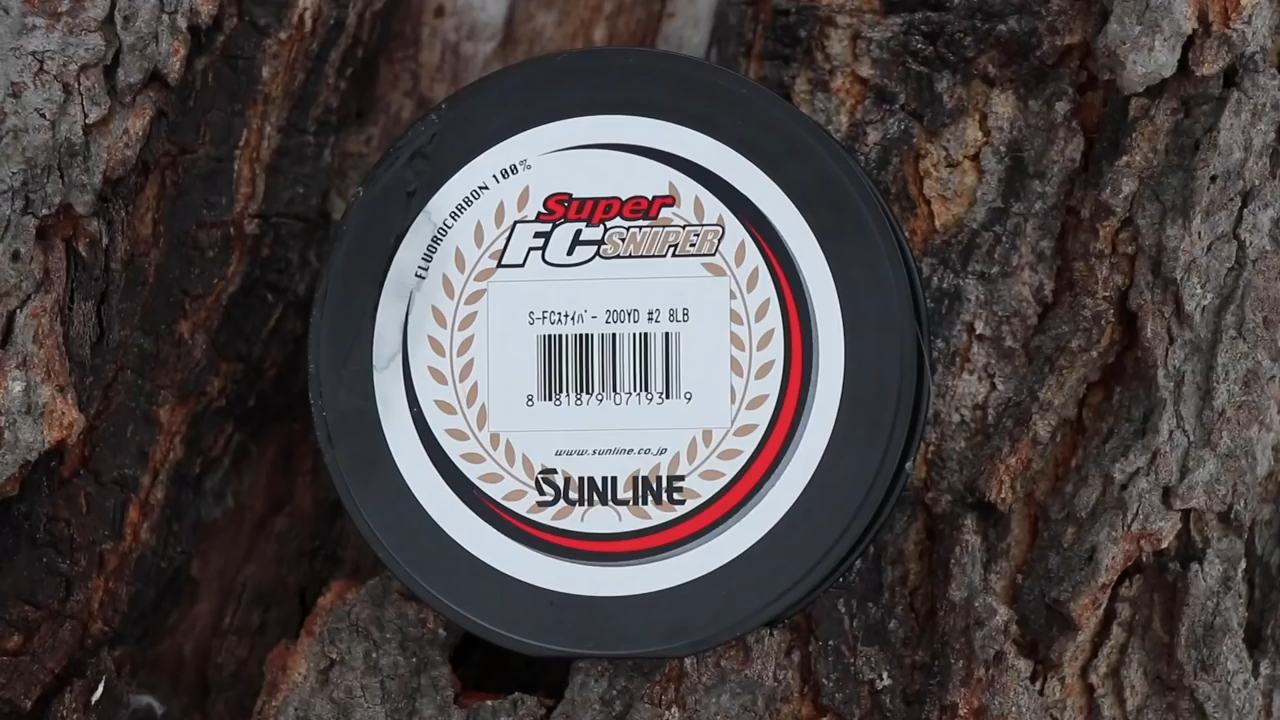 FLUOROCARBON 100%
Super
FC SNIPER
S-FCｽﾅｲﾊﾟｰ 200YD #2 8LB
8 81879 07193 9
www.sunline.co.jp
SUNLINE